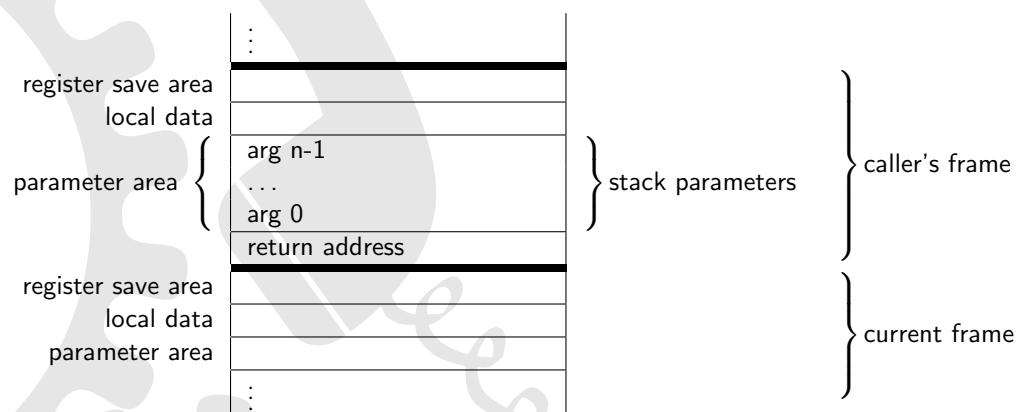 ⋮
register save area
local data
arg n-1
parameter area { . . . } stack parameters
caller's frame
arg 0
return address
register save area
local data
current frame
parameter area
⋮